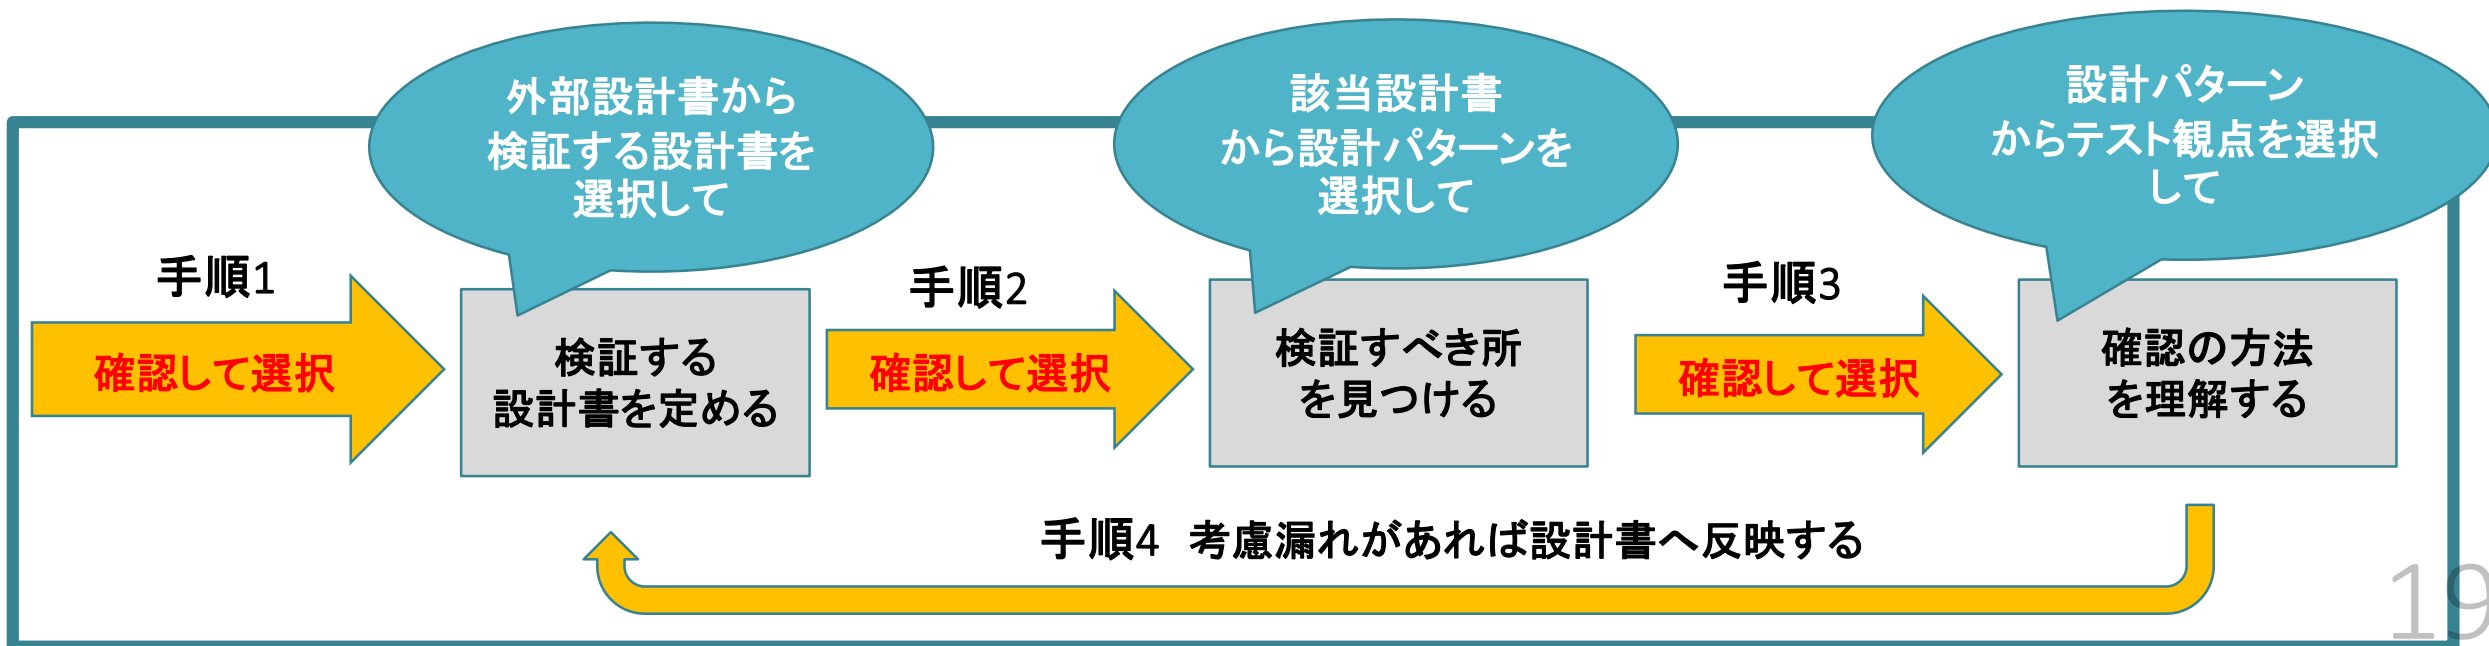 手順1
確認して選択
外部設計書から
検証する設計書を
選択して
検証する
設計書を定める
手順2
確認して選択
該当設計書
から設計パターンを
選択して
検証すべき所
を見つける
手順3
確認して選択
設計パターン
からテスト観点を選択
して
確認の方法
を理解する
手順4 考慮漏れがあれば設計書へ反映する
19